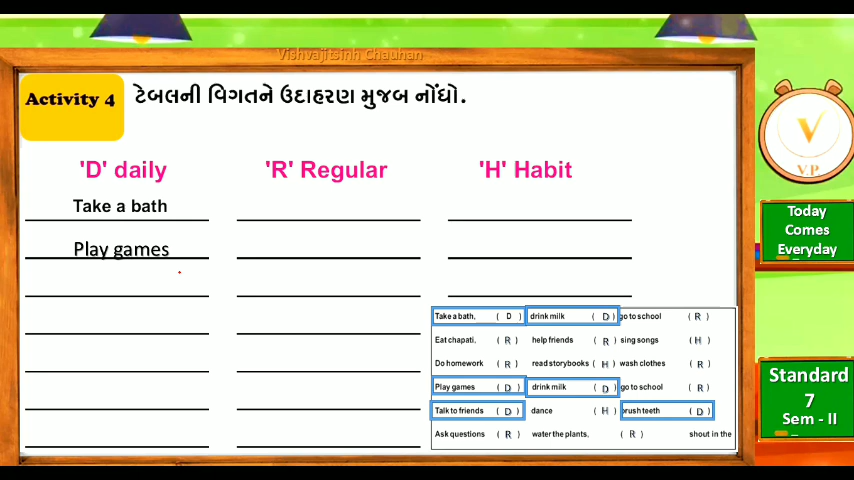 Vishvajitsinh Chauhan
Activity 4 ટેબલની વિગતને ઉદાહરણ મુજબ નોંધો.
'D' daily 'R' Regular 'H' Habit
Take a bath
Play games
V
V.P.
Today
Comes
Everyday
Standard
7
Sem - II
Take a bath, ( D ) drink milk ( D ) go to school ( R )
Eat chapati, ( R ) help friends ( R ) sing songs ( H )
Do homework ( R ) read storybooks ( H ) wash clothes ( R )
Play games ( D ) drink milk ( D ) go to school ( R )
Talk to friends ( D ) dance ( H ) brush teeth ( D )
Ask questions ( R ) water the plants, ( R ) shout in the